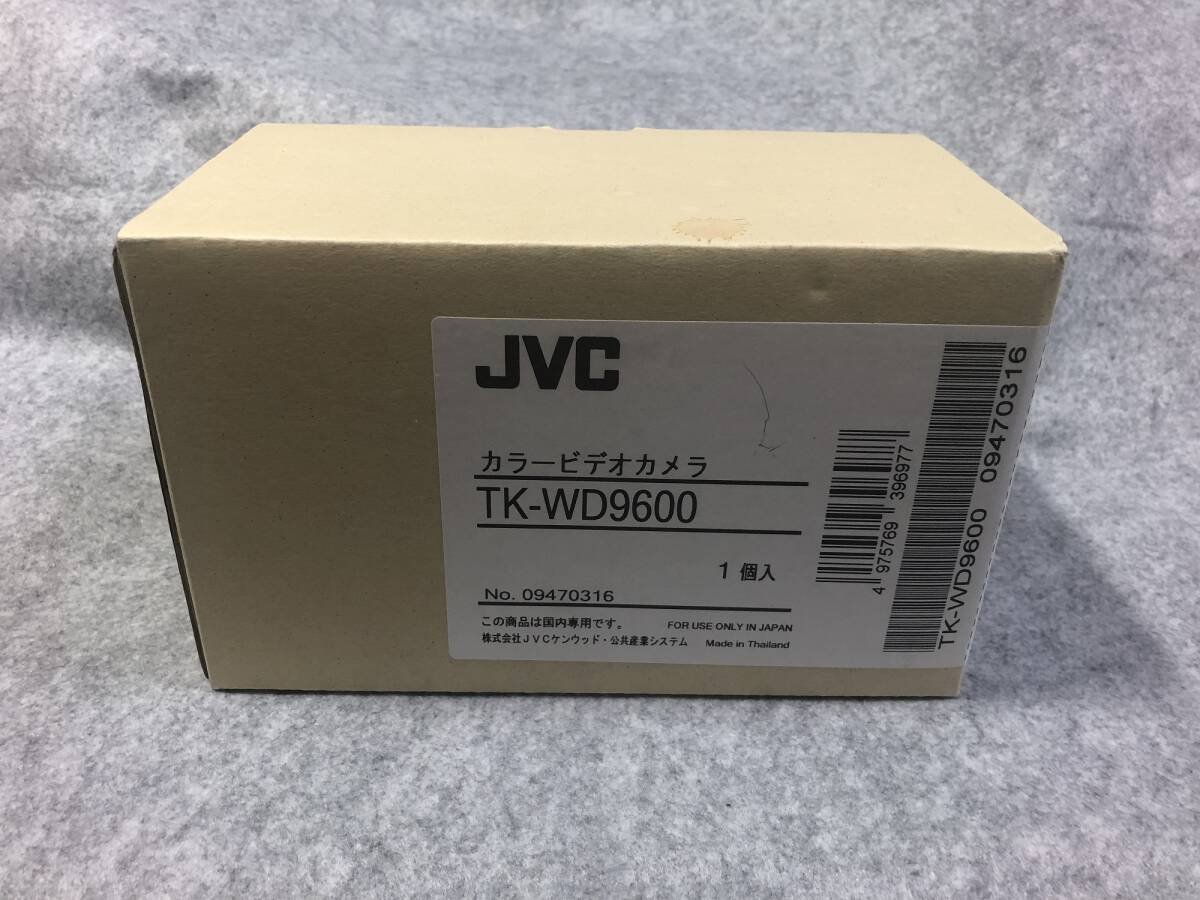 JVC
カラービデオカメラ
TK-WD9600
1 個入
No. 09470316
この商品は国内専用です。 FOR USE ONLY IN JAPAN
株式会社JVCケンウッド・公共産業システム Made in Thailand
4 975769 396977
TK-WD9600 09470316